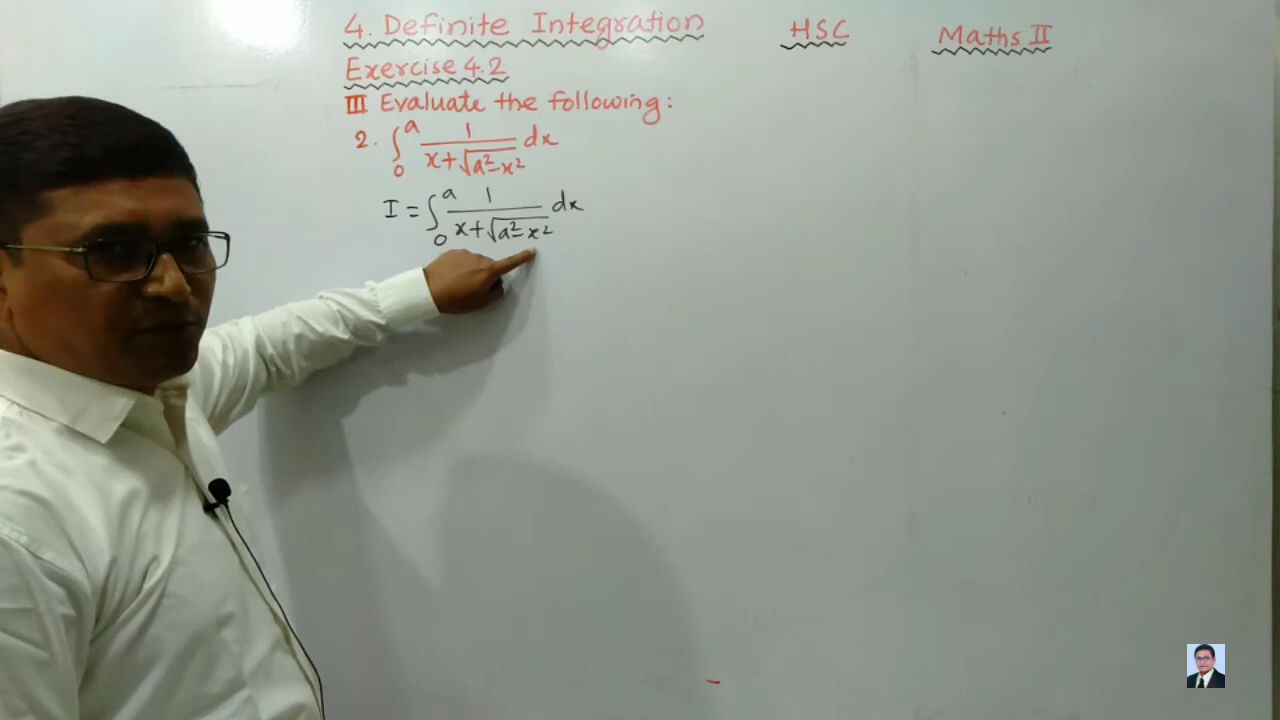 4. Definite Integration HSC Maths II
Exercise 4.2
III Evaluate the following:
2. ∫₀ᵃ 1/(x+√(a²-x²)) dx
I = ∫₀ᵃ 1/(x+√(a²-x²)) dx